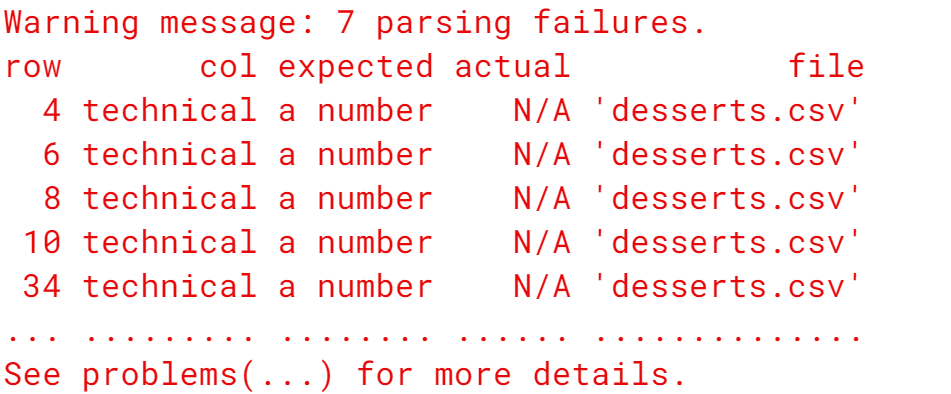 Warning message: 7 parsing failures.
row       col expected actual           file
  4 technical a number    N/A 'desserts.csv'
  6 technical a number    N/A 'desserts.csv'
  8 technical a number    N/A 'desserts.csv'
 10 technical a number    N/A 'desserts.csv'
 34 technical a number    N/A 'desserts.csv'
... ......... ........ ...... ..............
See problems(...) for more details.